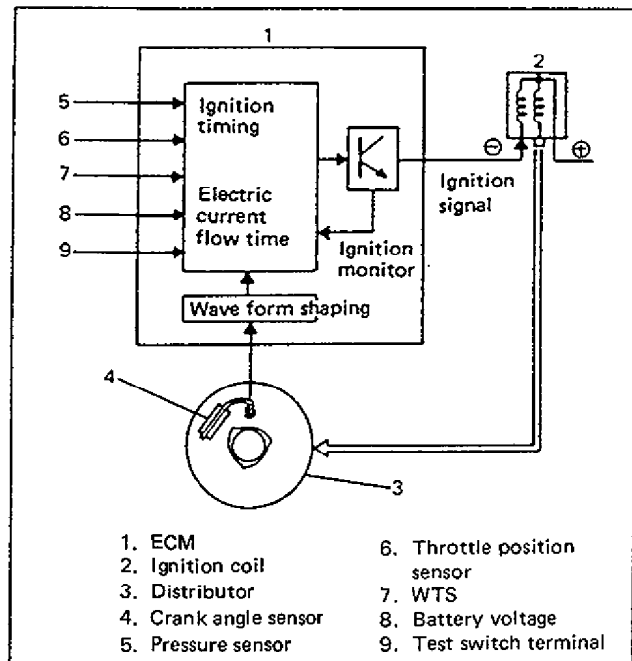 1
2
5
6
7
8
9
Ignition
timing
Electric
current
flow time
⊖
⊕
Ignition
signal
Ignition
monitor
Wave form shaping
4
3
1. ECM
2. Ignition coil
3. Distributor
4. Crank angle sensor
5. Pressure sensor
6. Throttle position
sensor
7. WTS
8. Battery voltage
9. Test switch terminal